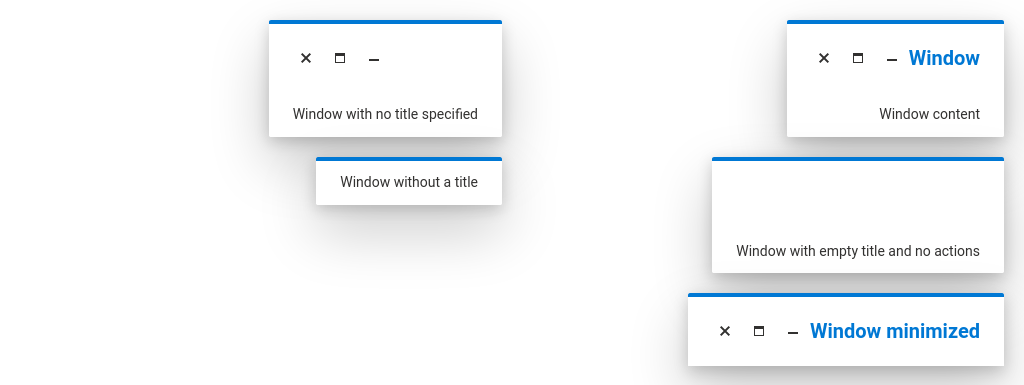 Window
Window content
Window with no title specified
Window with empty title and no actions
Window without a title
Window minimized